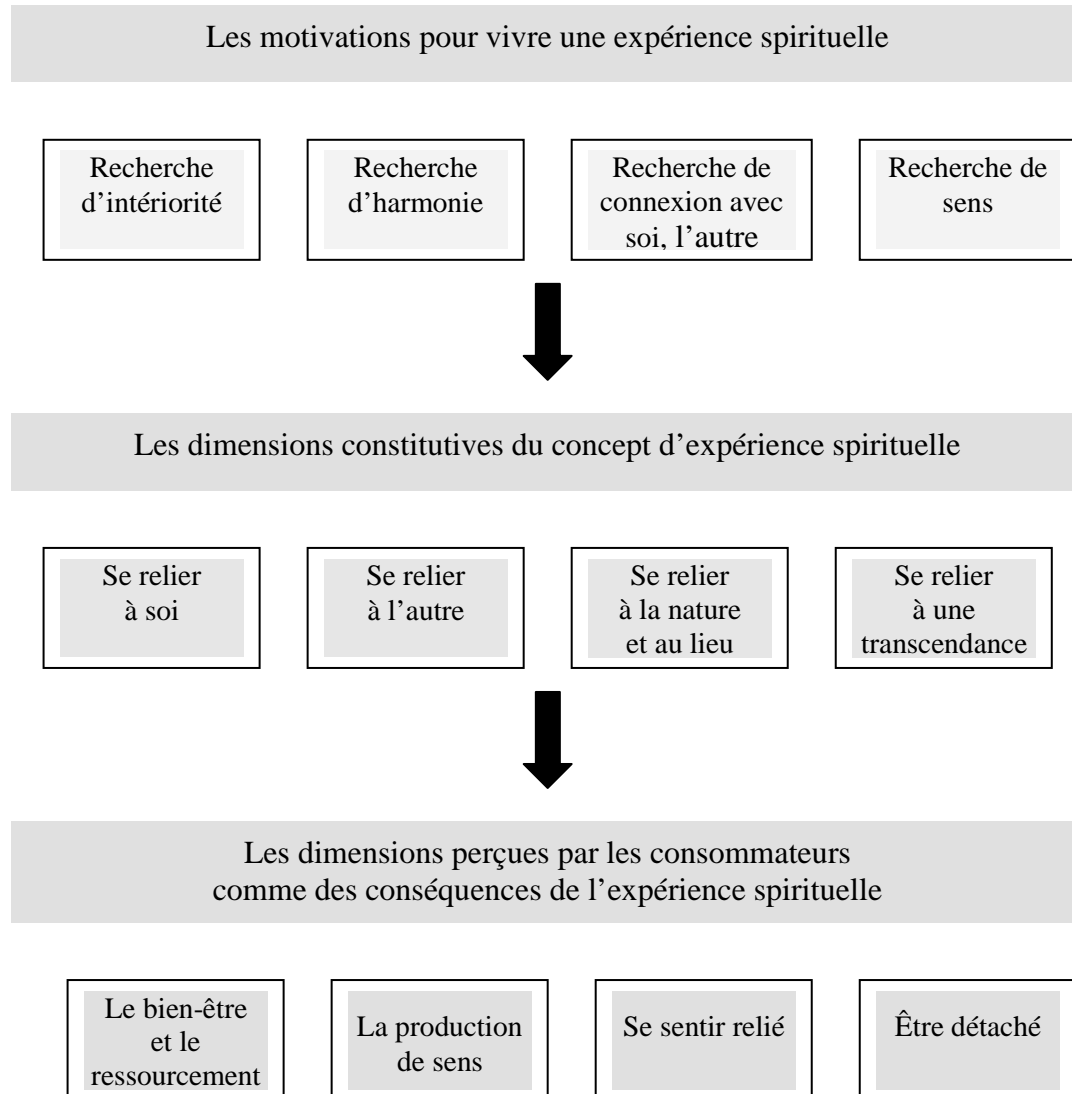 Les motivations pour vivre une expérience spirituelle
Recherche
d’intériorité
Recherche
d’harmonie
Recherche de
connexion avec
soi, l’autre
Recherche de
sens
Les dimensions constitutives du concept d’expérience spirituelle
Se relier
à soi
Se relier
à l’autre
Se relier
à la nature
et au lieu
Se relier
à une
transcendance
Les dimensions perçues par les consommateurs
comme des conséquences de l’expérience spirituelle
Le bien-être
et le
ressourcement
La production
de sens
Se sentir relié
Être détaché